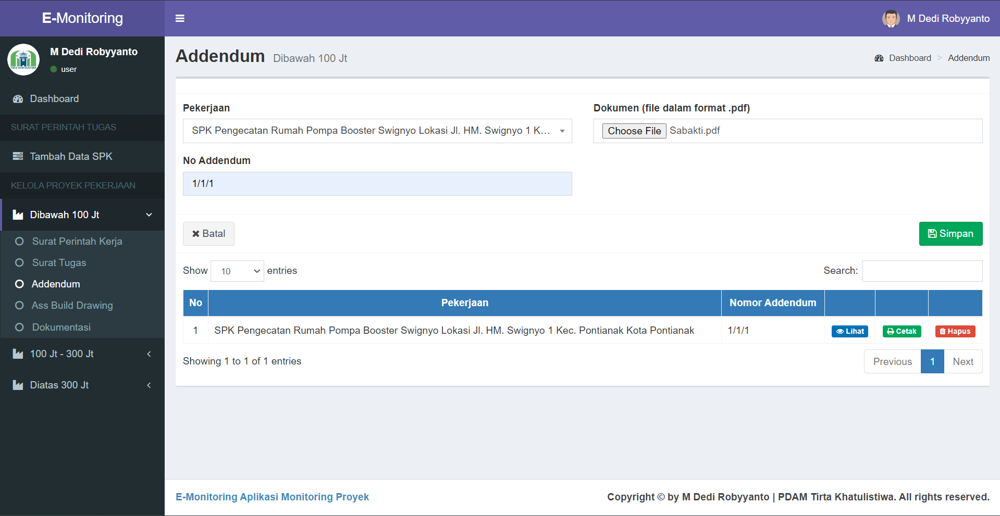 E-Monitoring
M Dedi Robyyanto
M Dedi Robyyanto
user
Dashboard
SURAT PERINTAH TUGAS
Tambah Data SPK
KELOLA PROYEK PEKERJAAN
Dibawah 100 Jt
Surat Perintah Kerja
Surat Tugas
Addendum
Ass Build Drawing
Dokumentasi
100 Jt - 300 Jt
Diatas 300 Jt
Addendum Dibawah 100 Jt
Dashboard > Addendum
Pekerjaan
SPK Pengecatan Rumah Pompa Booster Swignyo Lokasi Jl. HM. Swignyo 1 K...
Dokumen (file dalam format .pdf)
Choose File Sabakti.pdf
No Addendum
1/1/1
Batal
Simpan
Show 10 entries
Search:
No Pekerjaan Nomor Addendum
1 SPK Pengecatan Rumah Pompa Booster Swignyo Lokasi Jl. HM. Swignyo 1 Kec. Pontianak Kota Pontianak 1/1/1 Lihat Cetak Hapus
Showing 1 to 1 of 1 entries
Previous 1 Next
E-Monitoring Aplikasi Monitoring Proyek
Copyright © by M Dedi Robyyanto | PDAM Tirta Khatulistiwa. All rights reserved.
TIRTA KHATULISTIWA